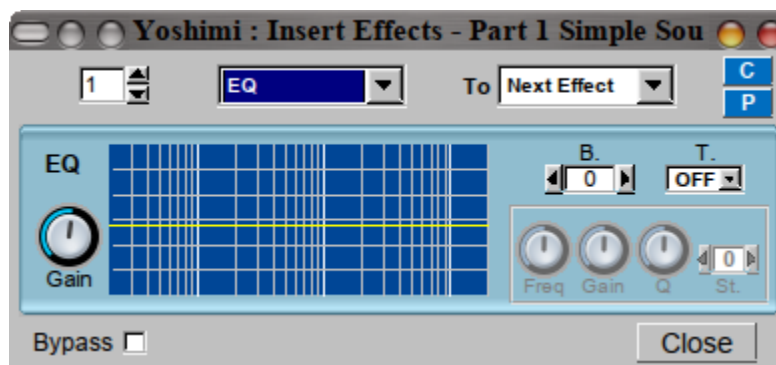 Yoshimi : Insert Effects - Part 1 Simple Sou
1 EQ To Next Effect C
P
EQ B. T.
0 OFF
Gain Freq Gain Q 0 St.
Bypass Close